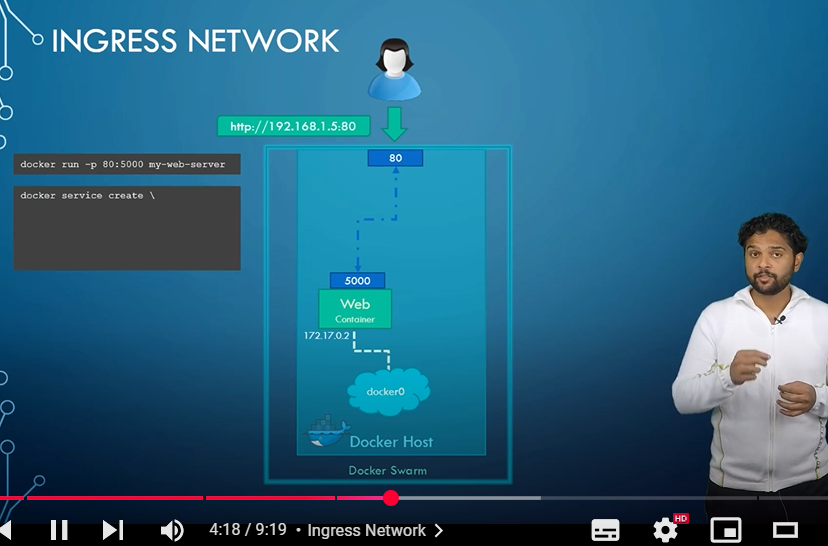 INGRESS NETWORK
http://192.168.1.5:80
80
docker run -p 80:5000 my-web-server
docker service create \
5000
Web
Container
172.17.0.2
docker0
Docker Host
Docker Swarm
4:18 / 9:19 • Ingress Network >
HD